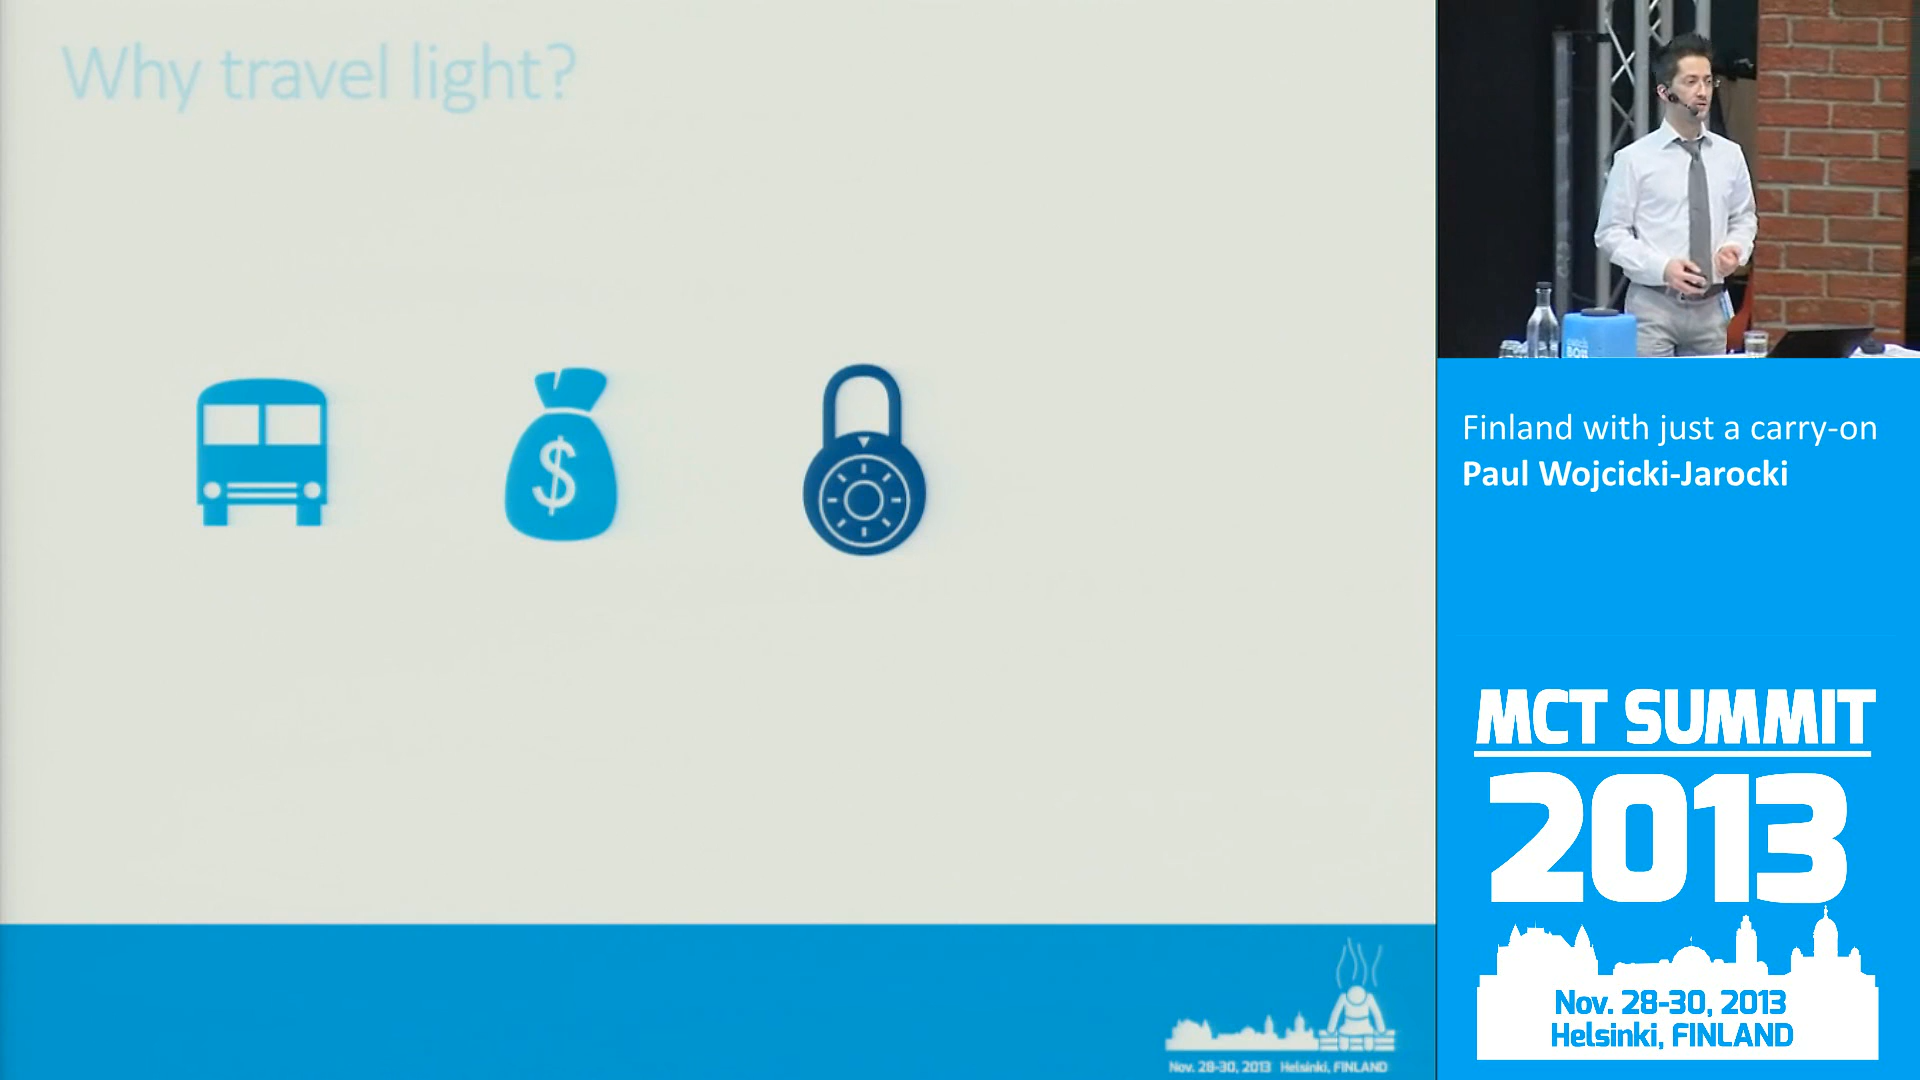 Why travel light?
$
Nov. 28-30, 2013 Helsinki, FINLAND
Finland with just a carry-on
Paul Wojcicki-Jarocki
MCT SUMMIT
2013
Nov. 28-30, 2013
Helsinki, FINLAND